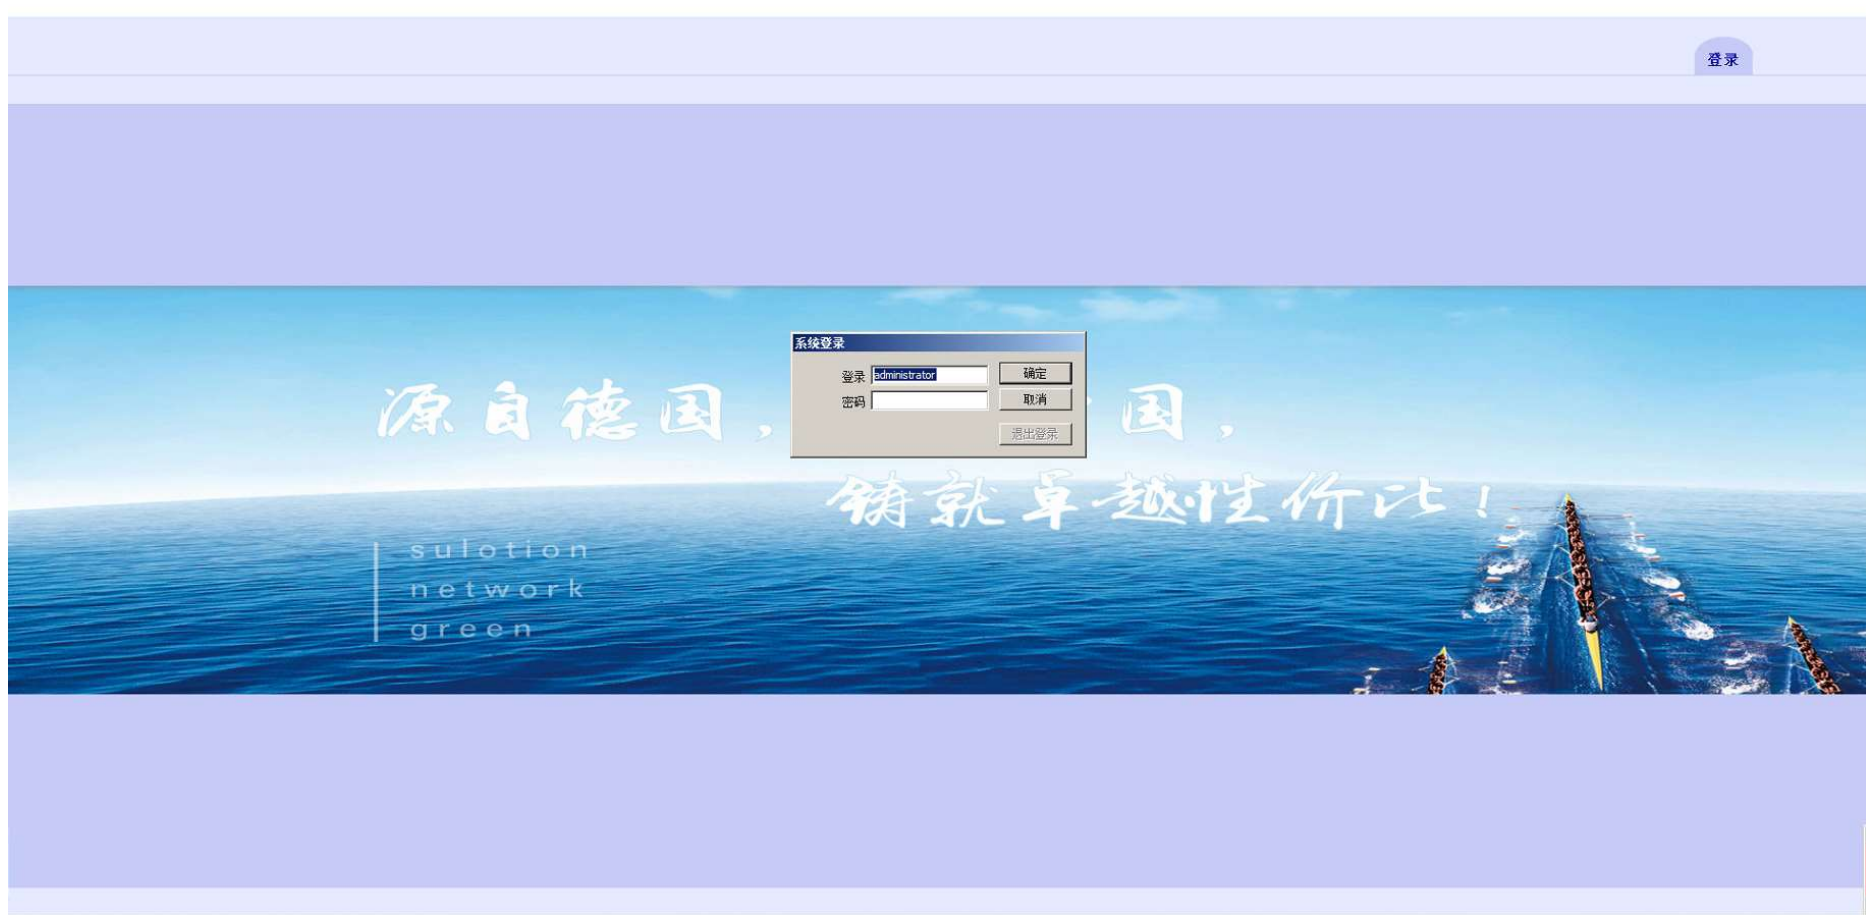 登录
系统登录
登录 administrator 确定
密码 取消
退出登录
源自德国, 国,
铸就卓越性价比!
sulotion
network
green